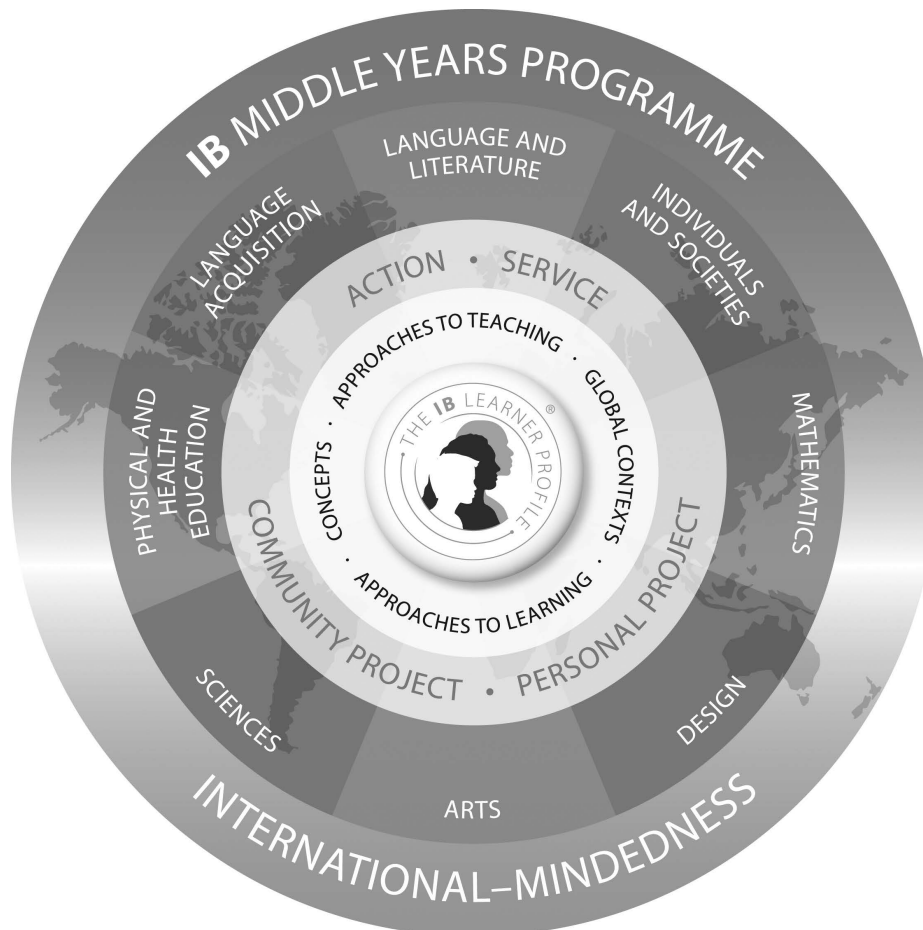 IB MIDDLE YEARS PROGRAMME
LANGUAGE AND
LITERATURE
INDIVIDUALS
AND SOCIETIES
MATHEMATICS
DESIGN
ARTS
SCIENCES
PHYSICAL AND
HEALTH
EDUCATION
LANGUAGE
ACQUISITION
ACTION • SERVICE
PERSONAL PROJECT
•
COMMUNITY PROJECT
APPROACHES TO TEACHING ·
GLOBAL CONTEXTS ·
APPROACHES TO LEARNING ·
CONCEPTS ·
THE IB LEARNER PROFILE ®
INTERNATIONAL–MINDEDNESS